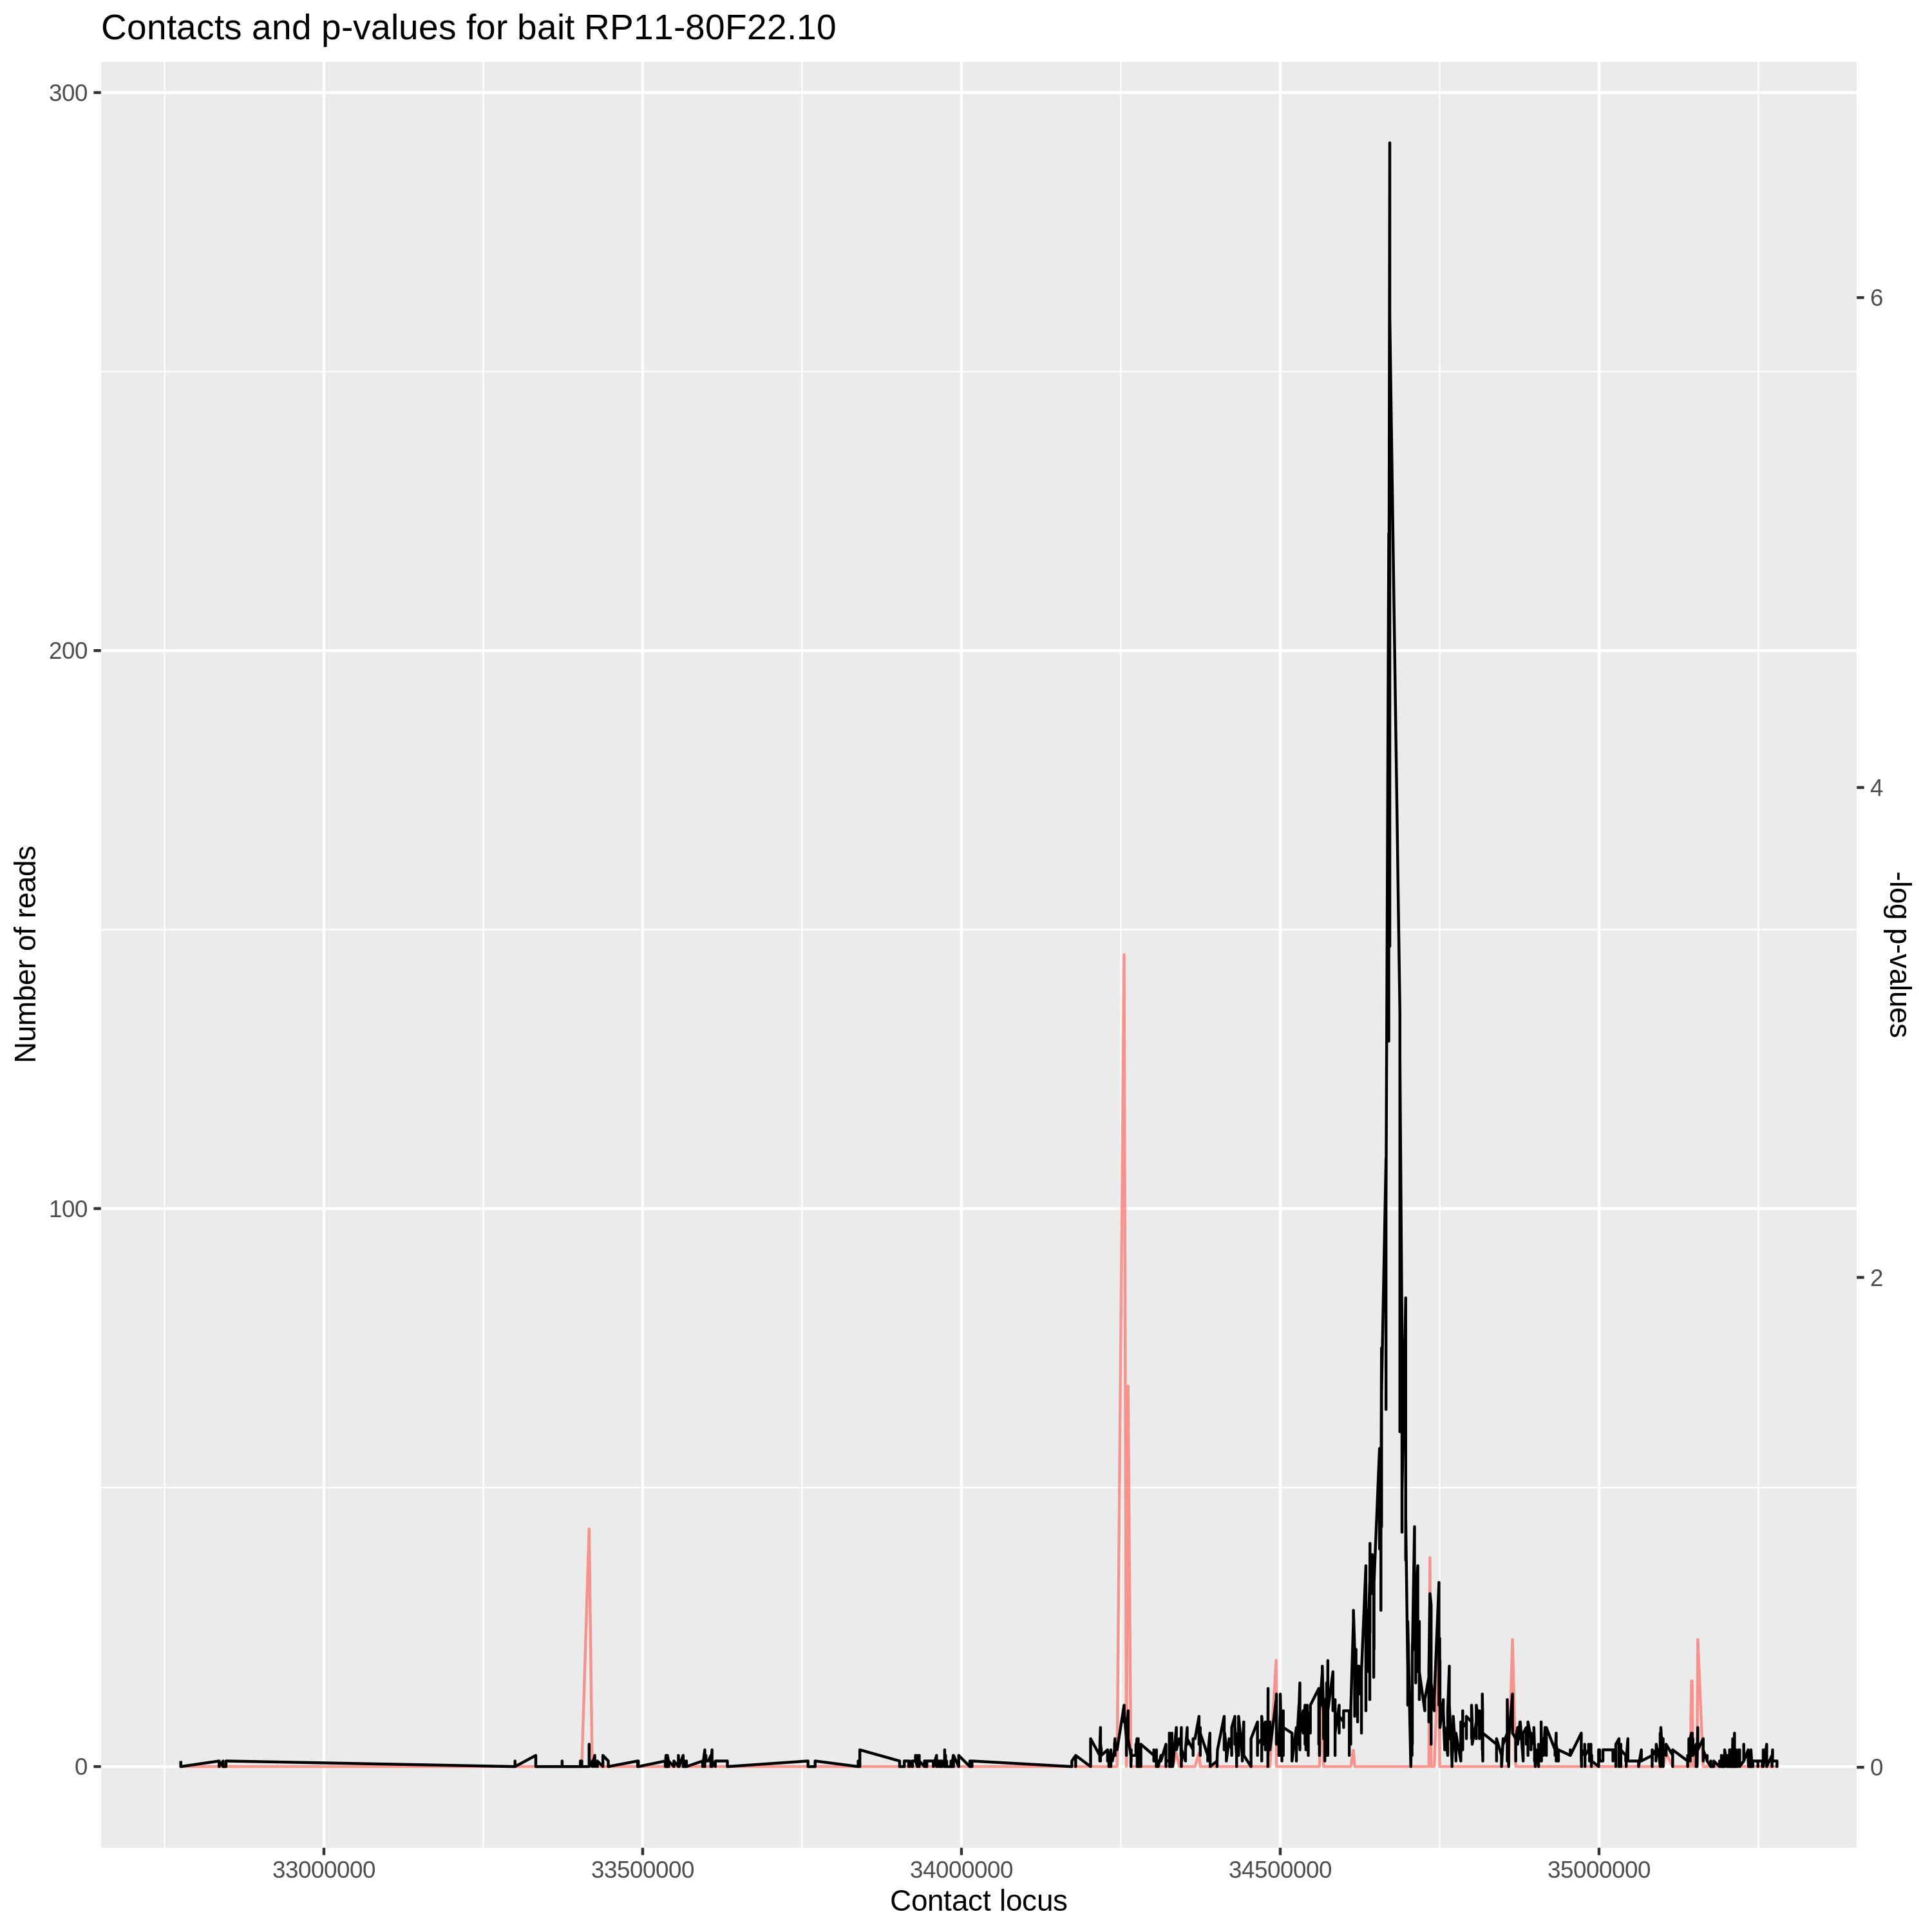 Contacts and p-values for bait RP11-80F22.10
300
200
100
0
Number of reads
6
4
2
0
-log p-values
33000000 33500000 34000000 34500000 35000000
Contact locus